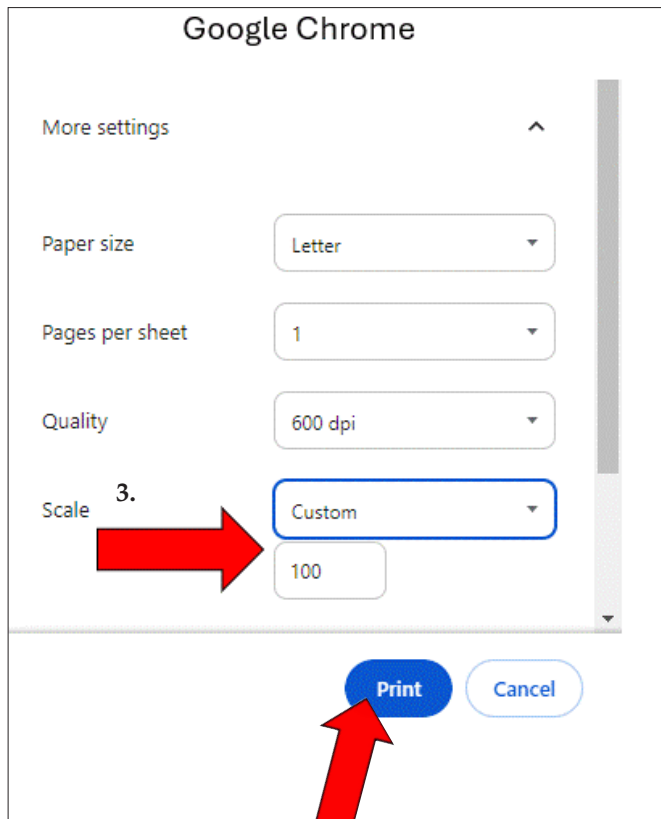 Google Chrome
More settings
Paper size Letter
Pages per sheet 1
Quality 600 dpi
3.
Scale Custom
100
Print Cancel